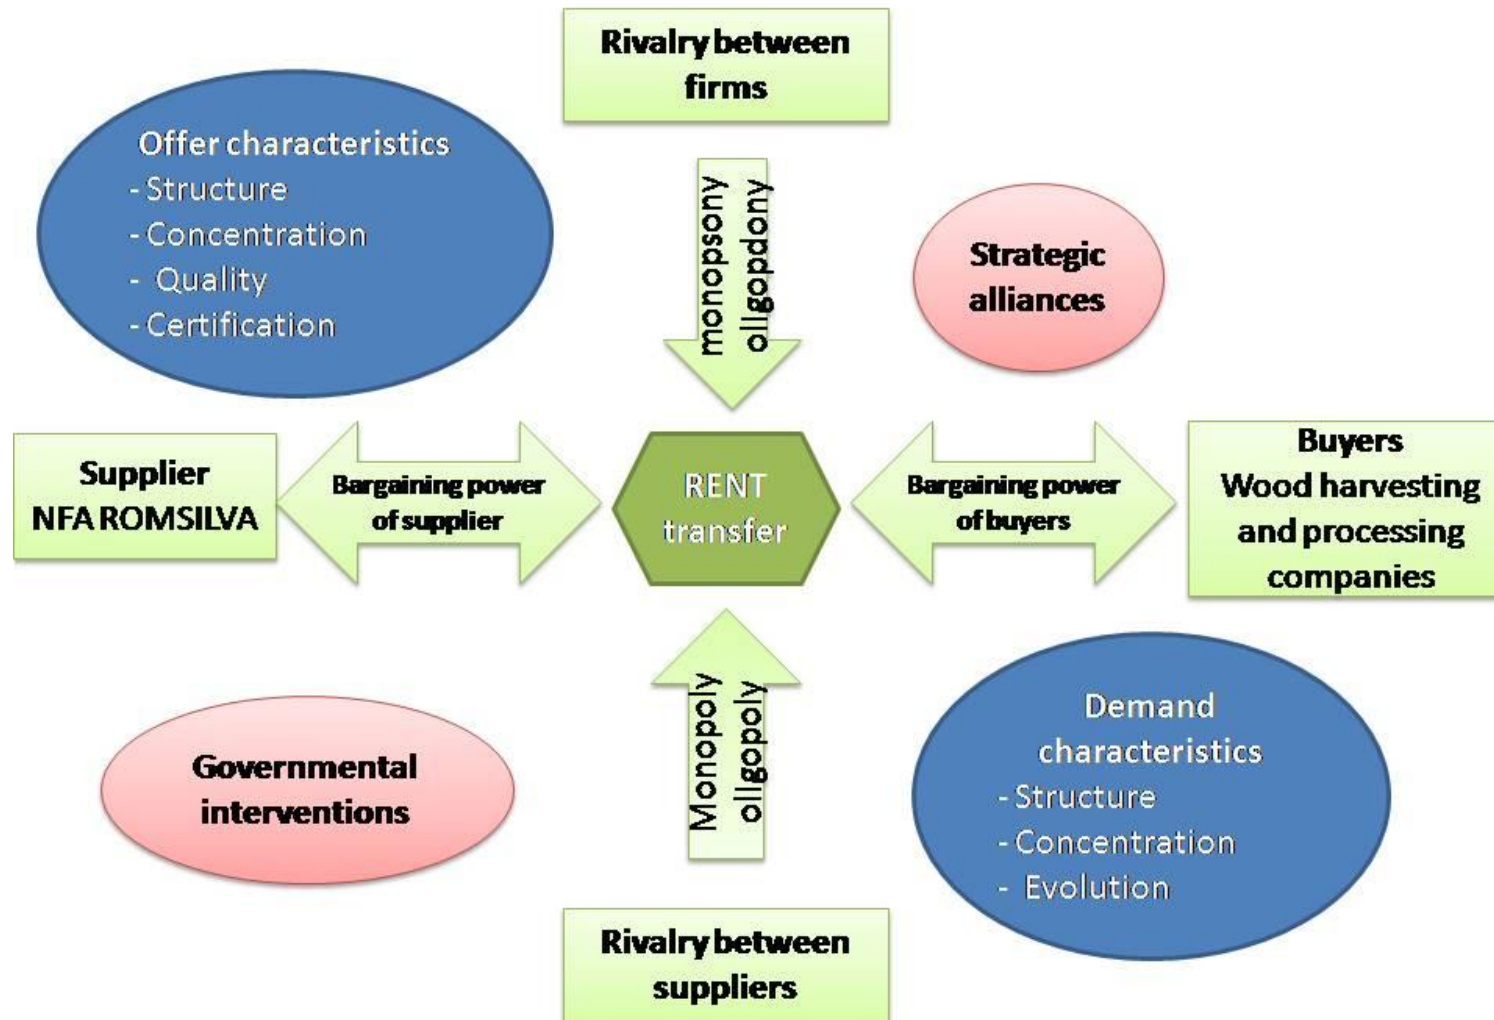 Rivalry between
firms
Offer characteristics
- Structure
- Concentration
- Quality
- Certification
monopsony
oligopdony
Strategic
alliances
Supplier
NFA ROMSILVA
Bargaining power
of supplier
RENT
transfer
Bargaining power
of buyers
Buyers
Wood harvesting
and processing
companies
Governmental
interventions
Monopoly
oligopoly
Demand
characteristics
- Structure
- Concentration
- Evolution
Rivalry between
suppliers